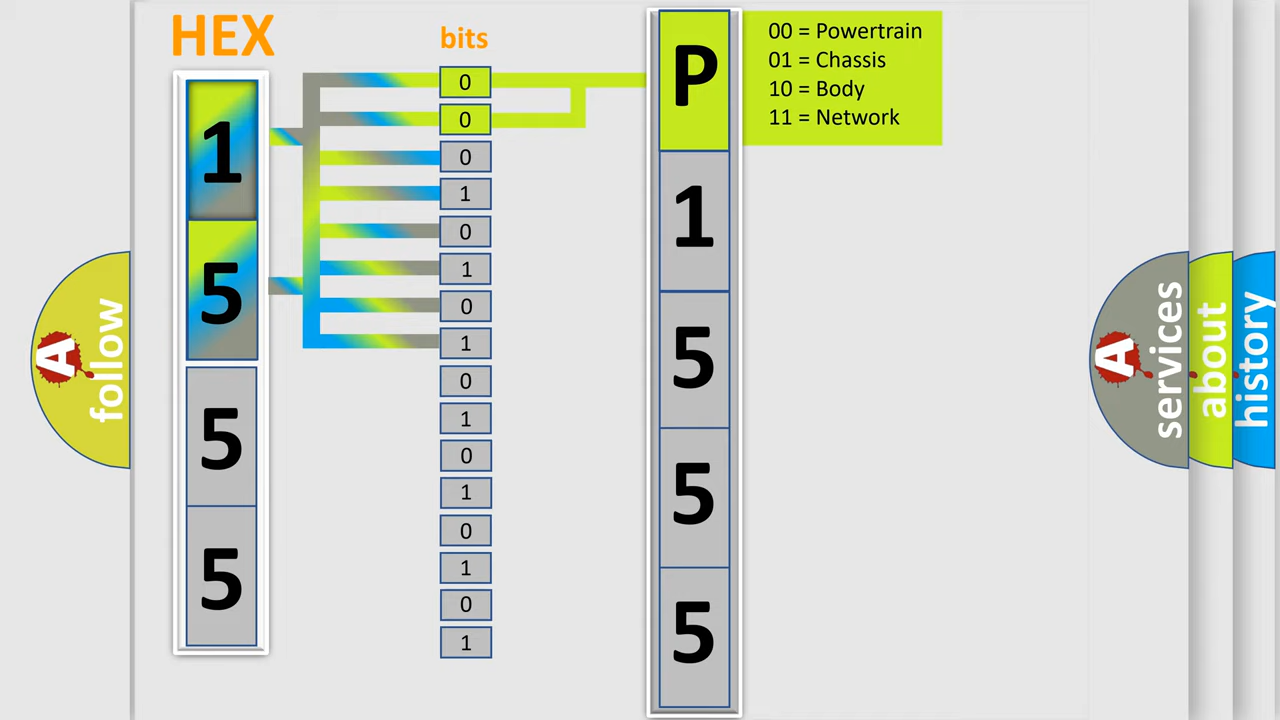 HEX
bits
1
5
5
5
0
0
0
1
0
1
0
1
0
1
0
1
0
1
0
1
P
1
5
5
5
00 = Powertrain
01 = Chassis
10 = Body
11 = Network
A
follow
A
services
about
history